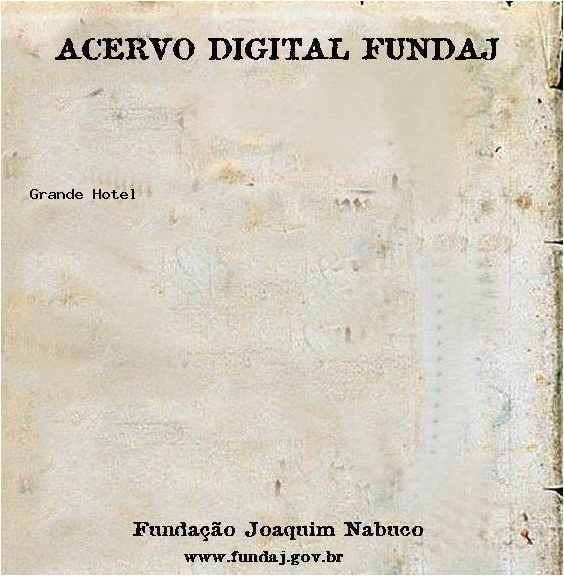 ACERVO DIGITAL FUNDAJ
Grande Hotel
Fundação Joaquim Nabuco
www.fundaj.gov.br